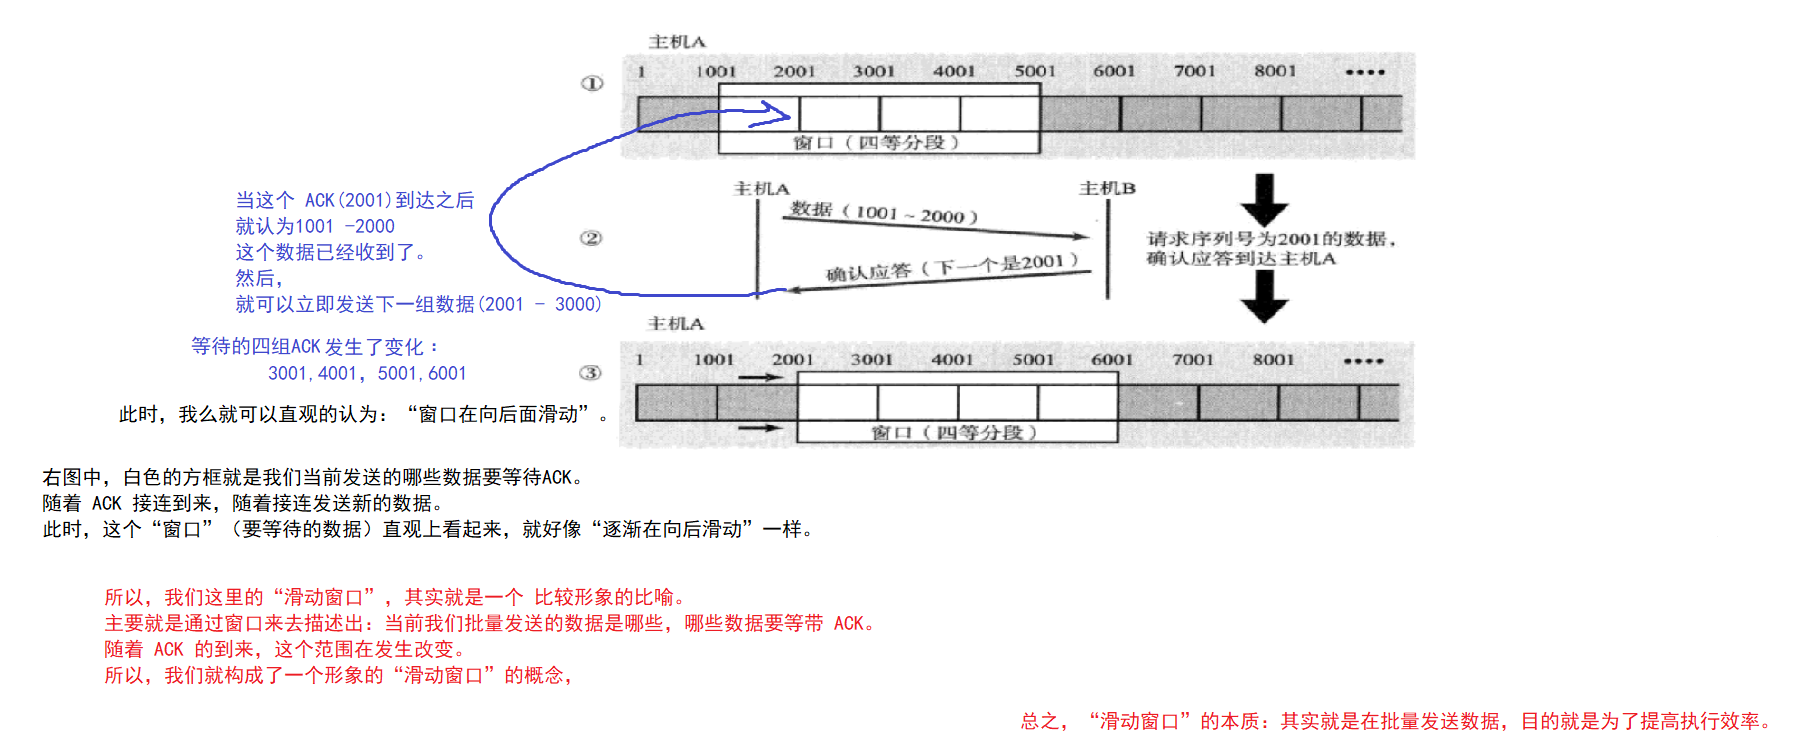 主机A
1 1001 2001 3001 4001 5001 6001 7001 8001 ••••
①
窗口（四等分段）
主机A 主机B
数据（1001～2000）
②
确认应答（下一个是2001）
请求序列号为2001的数据，
确认应答到达主机A
当这个 ACK(2001)到达之后
就认为1001 -2000
这个数据已经收到了。
然后，
就可以立即发送下一组数据(2001 - 3000)
主机A
1 1001 2001 3001 4001 5001 6001 7001 8001 ••••
③
窗口（四等分段）
等待的四组ACK 发生了变化：
3001,4001，5001,6001
此时，我么就可以直观的认为：“窗口在向后面滑动”。
右图中，白色的方框就是我们当前发送的哪些数据要等待ACK。
随着 ACK 接连到来，随着接连发送新的数据。
此时，这个“窗口”（要等待的数据）直观上看起来，就好像“逐渐在向后滑动”一样。
所以，我们这里的“滑动窗口”，其实就是一个 比较形象的比喻。
主要就是通过窗口来去描述出：当前我们批量发送的数据是哪些，哪些数据要等带 ACK。
随着 ACK 的到来，这个范围在发生改变。
所以，我们就构成了一个形象的“滑动窗口”的概念，
总之，“滑动窗口”的本质：其实就是在批量发送数据，目的就是为了提高执行效率。